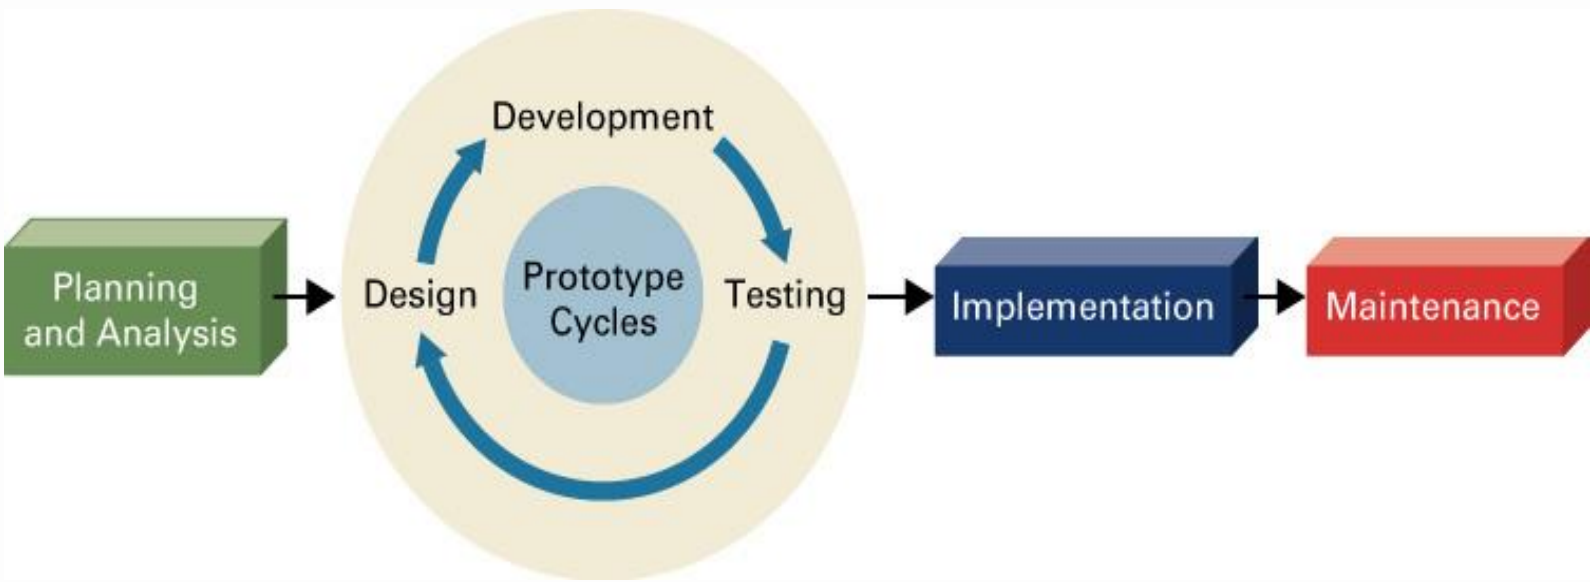 Planning
and Analysis
Design
Development
Prototype
Cycles
Testing
Implementation
Maintenance